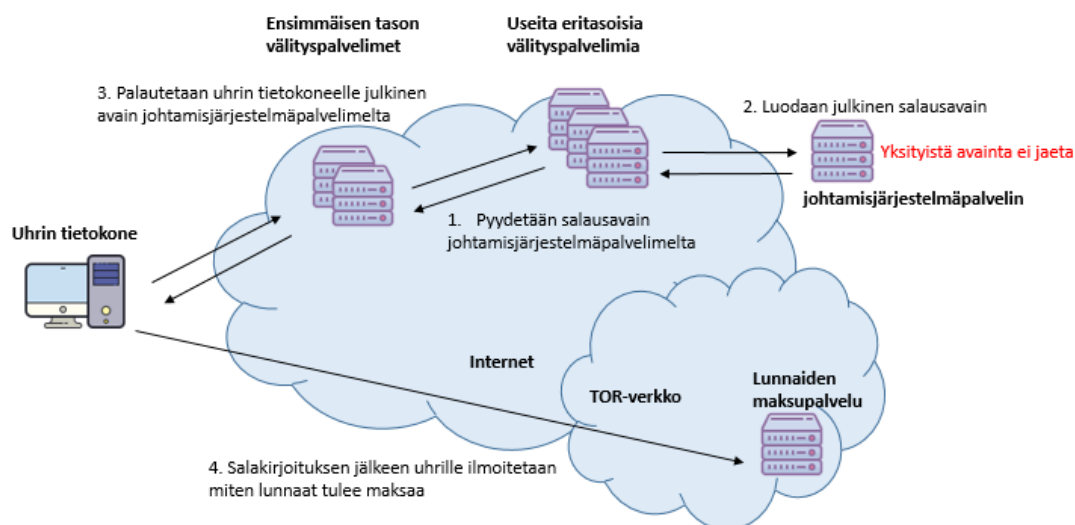 Ensimmäisen tason
välityspalvelimet
Useita eritasoisia
välityspalvelimia
3. Palautetaan uhrin tietokoneelle julkinen
avain johtamisjärjestelmäpalvelimelta
2. Luodaan julkinen salausavain
Yksityistä avainta ei jaeta
johtamisjärjestelmäpalvelin
1. Pyydetään salausavain
johtamisjärjestelmäpalvelimelta
Uhrin tietokone
Internet
TOR-verkko
Lunnaiden
maksupalvelu
4. Salakirjoituksen jälkeen uhrille ilmoitetaan
miten lunnaat tulee maksaa